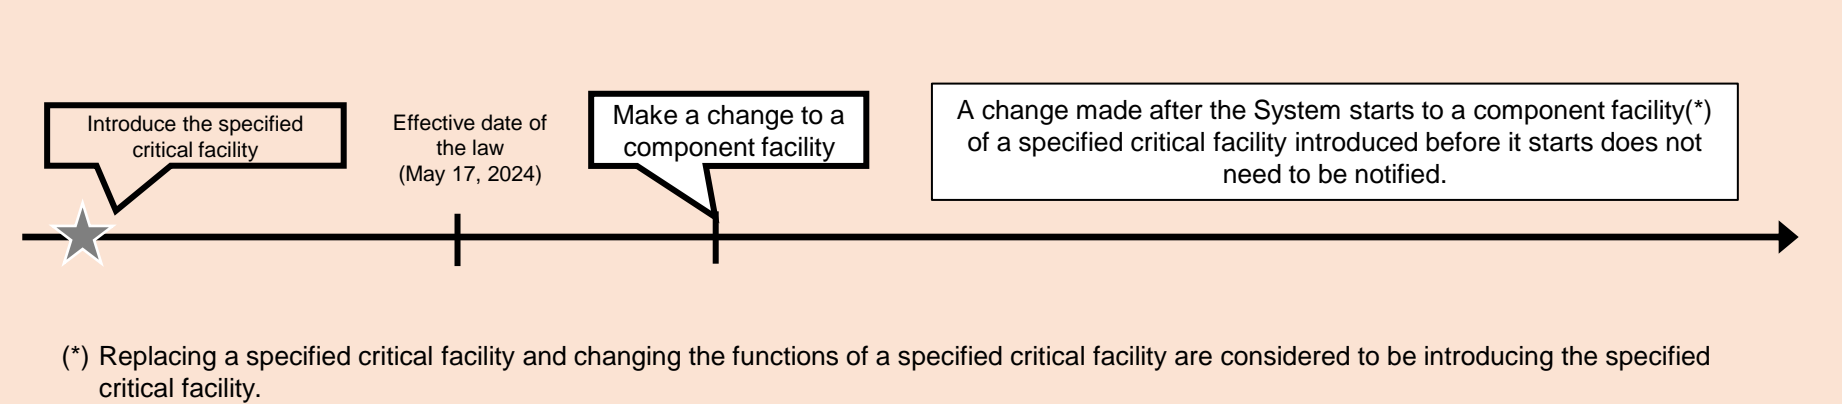 Introduce the specified
critical facility
Effective date of
the law
(May 17, 2024)
Make a change to a
component facility
A change made after the System starts to a component facility(*)
of a specified critical facility introduced before it starts does not
need to be notified.
(*) Replacing a specified critical facility and changing the functions of a specified critical facility are considered to be introducing the specified
critical facility.